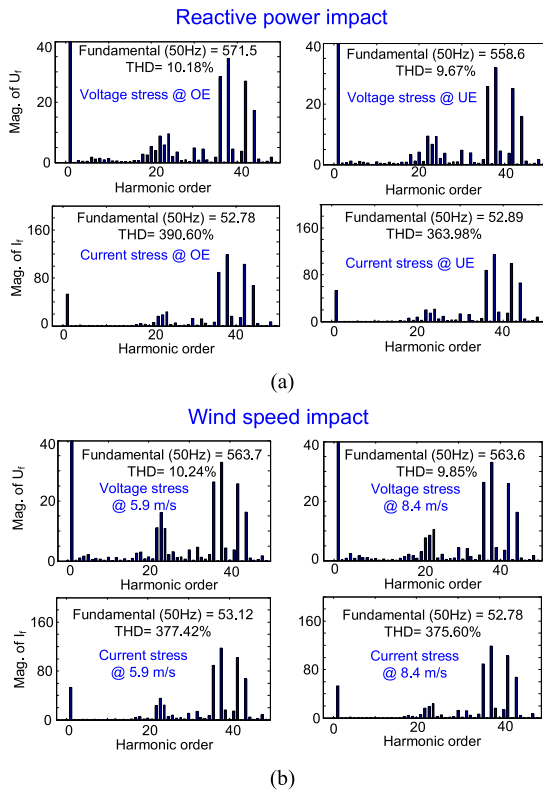 Reactive power impact
40
20
0
Mag. of Uf
Fundamental (50Hz) = 571.5
THD= 10.18%
Voltage stress @ OE
0 20 40
Harmonic order
40
20
0
Fundamental (50Hz) = 558.6
THD= 9.67%
Voltage stress @ UE
0 20 40
Harmonic order
160
80
0
Mag. of If
Fundamental (50Hz) = 52.78
THD= 390.60%
Current stress @ OE
0 20 40
Harmonic order
160
80
0
Fundamental (50Hz) = 52.89
THD= 363.98%
Current stress @ UE
0 20 40
Harmonic order
(a)
Wind speed impact
40
20
0
Mag. of Uf
Fundamental (50Hz) = 563.7
THD= 10.24%
Voltage stress
@ 5.9 m/s
0 20 40
Harmonic order
40
20
0
Fundamental (50Hz) = 563.6
THD= 9.85%
Voltage stress
@ 8.4 m/s
0 20 40
Harmonic order
160
80
0
Mag. of If
Fundamental (50Hz) = 53.12
THD= 377.42%
Current stress
@ 5.9 m/s
0 20 40
Harmonic order
160
80
0
Fundamental (50Hz) = 52.78
THD= 375.60%
Current stress
@ 8.4 m/s
0 20 40
Harmonic order
(b)